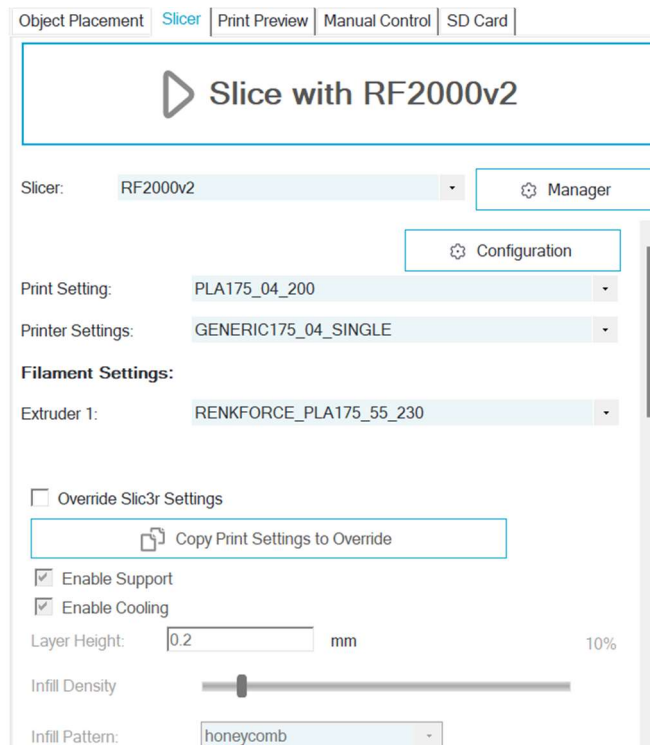 Object Placement Slicer Print Preview Manual Control SD Card
Slice with RF2000v2
Slicer: RF2000v2 Manager
Configuration
Print Setting: PLA175_04_200
Printer Settings: GENERIC175_04_SINGLE
Filament Settings:
Extruder 1: RENKFORCE_PLA175_55_230
Override Slic3r Settings
Copy Print Settings to Override
Enable Support
Enable Cooling
Layer Height: 0.2 mm 10%
Infill Density
Infill Pattern: honeycomb